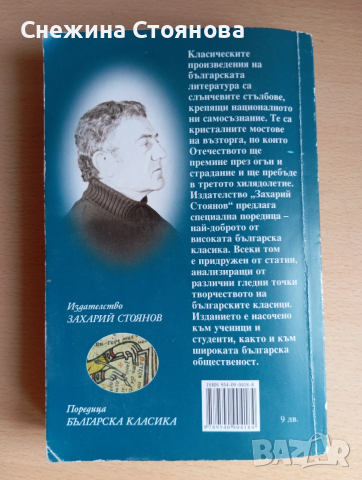 Снежина Стоянова
Класическите
произведения на
българската
литература са
слънчевите стълбове,
крепящи националното
ни самосъзнание. Те са
кристалните мостове
на възторга, по които
Отечеството ще
премине през огън и
страдание и ще пребъде
в третото хилядолетие.
Издателство „Захарий
Стоянов“ предлага
специална поредица –
най-доброто от
високата българска
класика. Всеки том
е придружен от статии,
анализиращи от
различни гледни точки
творчеството на
българските класици.
Изданието е насочено
към ученици и
студенти, както и към
широката българска
общественост.
Издателство
ЗАХАРИЙ СТОЯНОВ
Поредица
БЪЛГАРСКА КЛАСИКА
9 лв.
BAZAR